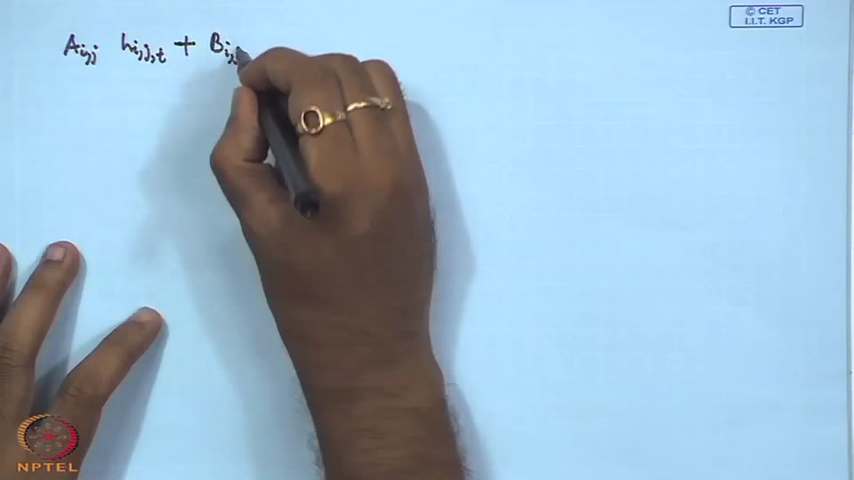 © CET
I.I.T. KGP
A_{i,j} h_{i,j,t} + B_{i,j}
NPTEL